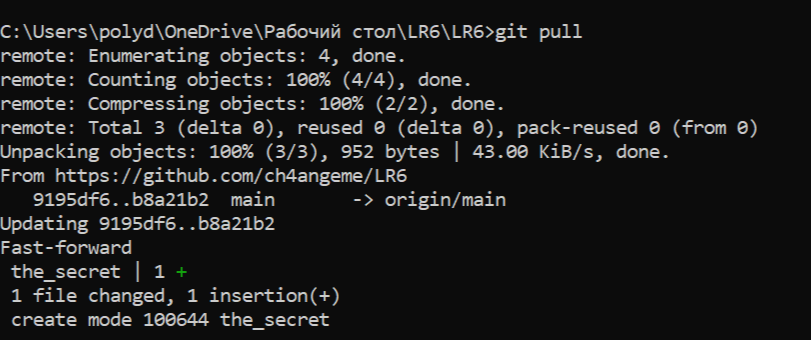 C:\Users\polyd\OneDrive\Рабочий стол\LR6\LR6>git pull
remote: Enumerating objects: 4, done.
remote: Counting objects: 100% (4/4), done.
remote: Compressing objects: 100% (2/2), done.
remote: Total 3 (delta 0), reused 0 (delta 0), pack-reused 0 (from 0)
Unpacking objects: 100% (3/3), 952 bytes | 43.00 KiB/s, done.
From https://github.com/ch4angeme/LR6
   9195df6..b8a21b2  main       -> origin/main
Updating 9195df6..b8a21b2
Fast-forward
 the_secret | 1 +
 1 file changed, 1 insertion(+)
 create mode 100644 the_secret